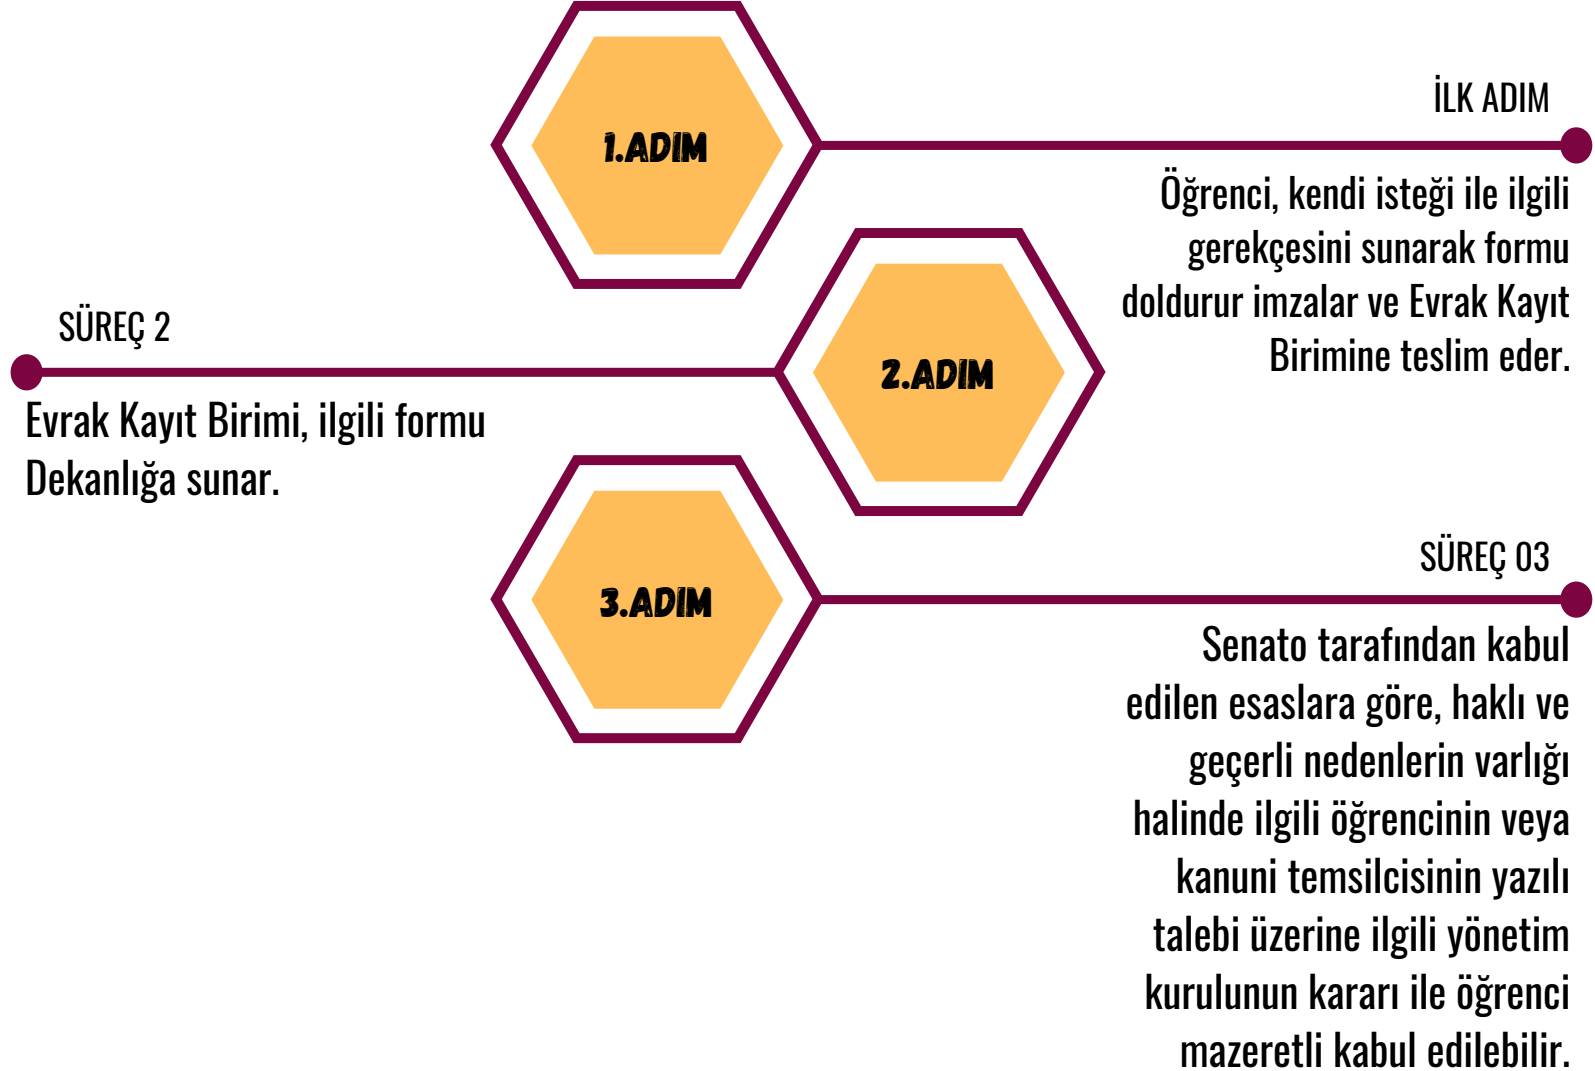 1.ADIM
İLK ADIM
Öğrenci, kendi isteği ile ilgili
gerekçesini sunarak formu
doldurur imzalar ve Evrak Kayıt
Birimine teslim eder.
2.ADIM
SÜREÇ 2
Evrak Kayıt Birimi, ilgili formu
Dekanlığa sunar.
3.ADIM
SÜREÇ 03
Senato tarafından kabul
edilen esaslara göre, haklı ve
geçerli nedenlerin varlığı
halinde ilgili öğrencinin veya
kanuni temsilcisinin yazılı
talebi üzerine ilgili yönetim
kurulunun kararı ile öğrenci
mazeretli kabul edilebilir.